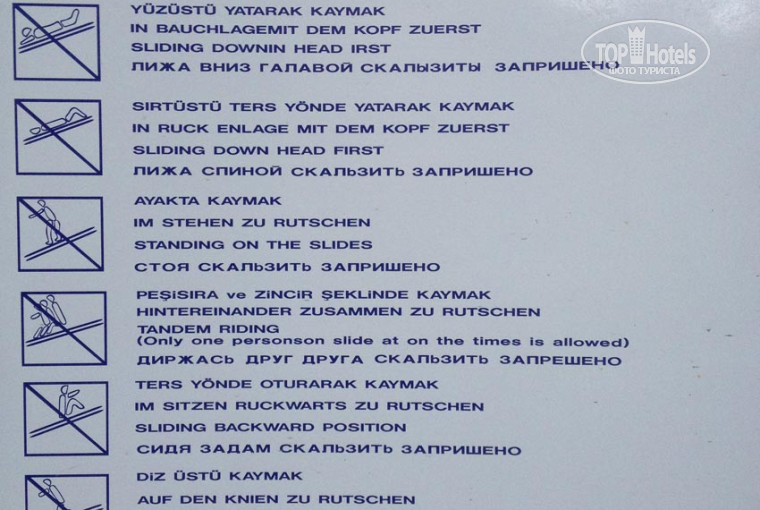 YÜZÜSTÜ YATARAK KAYMAK
IN BAUCHLAGEMIT DEM KOPF ZUERST
SLIDING DOWNIN HEAD IRST
ЛИЖА ВНИЗ ГАЛАВОЙ СКАЛЫЗИТЫ ЗАПРИШЕНО
TOP Hotels
ФОТО ТУРИСТА
SIRTÜSTÜ TERS YÖNDE YATARAK KAYMAK
IN RUCK ENLAGE MIT DEM KOPF ZUERST
SLIDING DOWN HEAD FIRST
ЛИЖА СПИНОЙ СКАЛЬЗИТЬ ЗАПРИШЕНО
AYAKTA KAYMAK
IM STEHEN ZU RUTSCHEN
STANDING ON THE SLIDES
СТОЯ СКАЛЬЗИТЬ ЗАПРИШЕНО
PEŞiSIRA ve ZiNCiR ŞEKLiNDE KAYMAK
HINTEREINANDER ZUSAMMEN ZU RUTSCHEN
TANDEM RIDING
(Only one personson slide at on the times is allowed)
ДИРЖАСЬ ДРУГ ДРУГА СКАЛЬЗИТЬ ЗАПРЕШЕНО
TERS YÖNDE OTURARAK KAYMAK
IM SITZEN RUCKWARTS ZU RUTSCHEN
SLIDING BACKWARD POSITION
СИДЯ ЗАДАМ СКАЛЬЗИТЬ ЗАПРИШЕНО
DiZ ÜSTÜ KAYMAK
AUF DEN KNIEN ZU RUTSCHEN